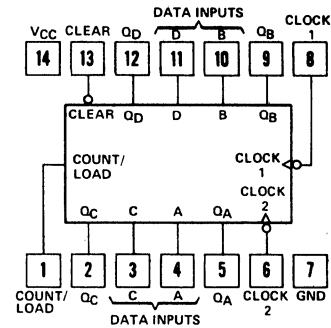 DATA INPUTS
CLOCK
VCC CLEAR QD D B QB 1
14 13 12 11 10 9 8
CLEAR QD D B QB
COUNT/
LOAD
CLOCK
1
CLOCK
2
QC C A QA
1 2 3 4 5 6 7
COUNT/
LOAD
QC C A QA CLOCK
2
GND
DATA INPUTS